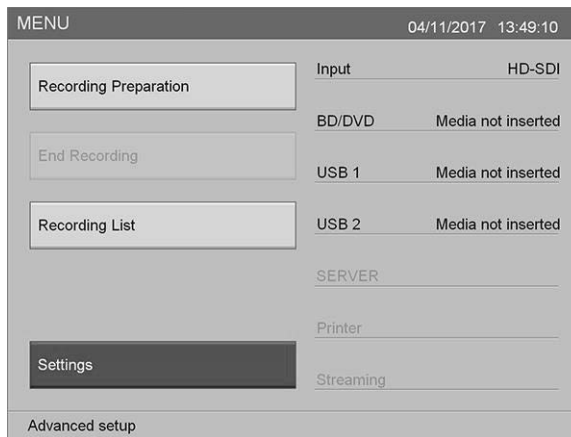 MENU 04/11/2017 13:49:10
Recording Preparation
End Recording
Recording List
Settings
Input HD-SDI
BD/DVD Media not inserted
USB 1 Media not inserted
USB 2 Media not inserted
SERVER
Printer
Streaming
Advanced setup